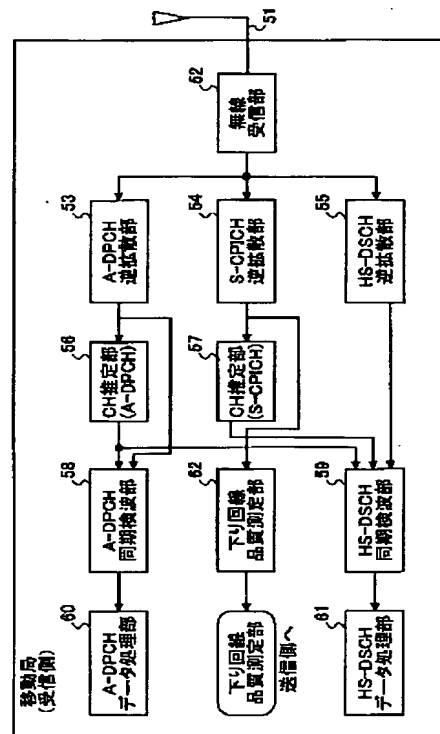 移動局
(受信側)
51
52
無線
受信部
53
A-DPCH
逆拡散部
54
S-CPICH
逆拡散部
55
HS-DSCH
逆拡散部
56
CH推定部
(A-DPCH)
57
CH推定部
(S-CPICH)
58
A-DPCH
同期検波部
62
下り回線
品質測定部
59
HS-DSCH
同期検波部
60
A-DPCH
データ処理部
下り回線
品質測定部
送信側へ
61
HS-DSCH
データ処理部